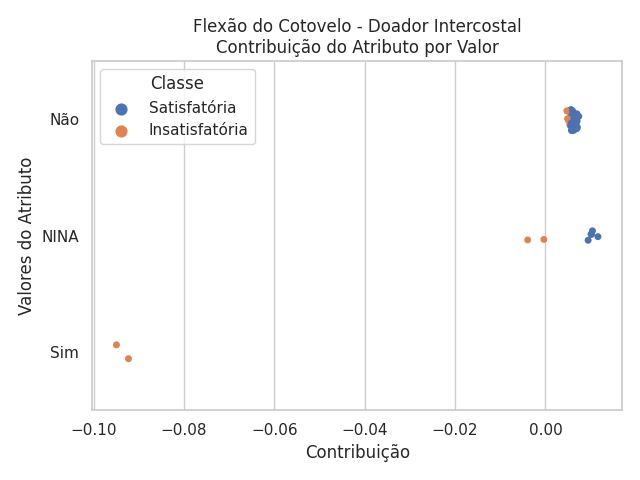 Flexão do Cotovelo - Doador Intercostal
Contribuição do Atributo por Valor
Classe
Satisfatória
Insatisfatória
Valores do Atributo
Não
NINA
Sim
−0.10
−0.08
−0.06
−0.04
−0.02
0.00
Contribuição